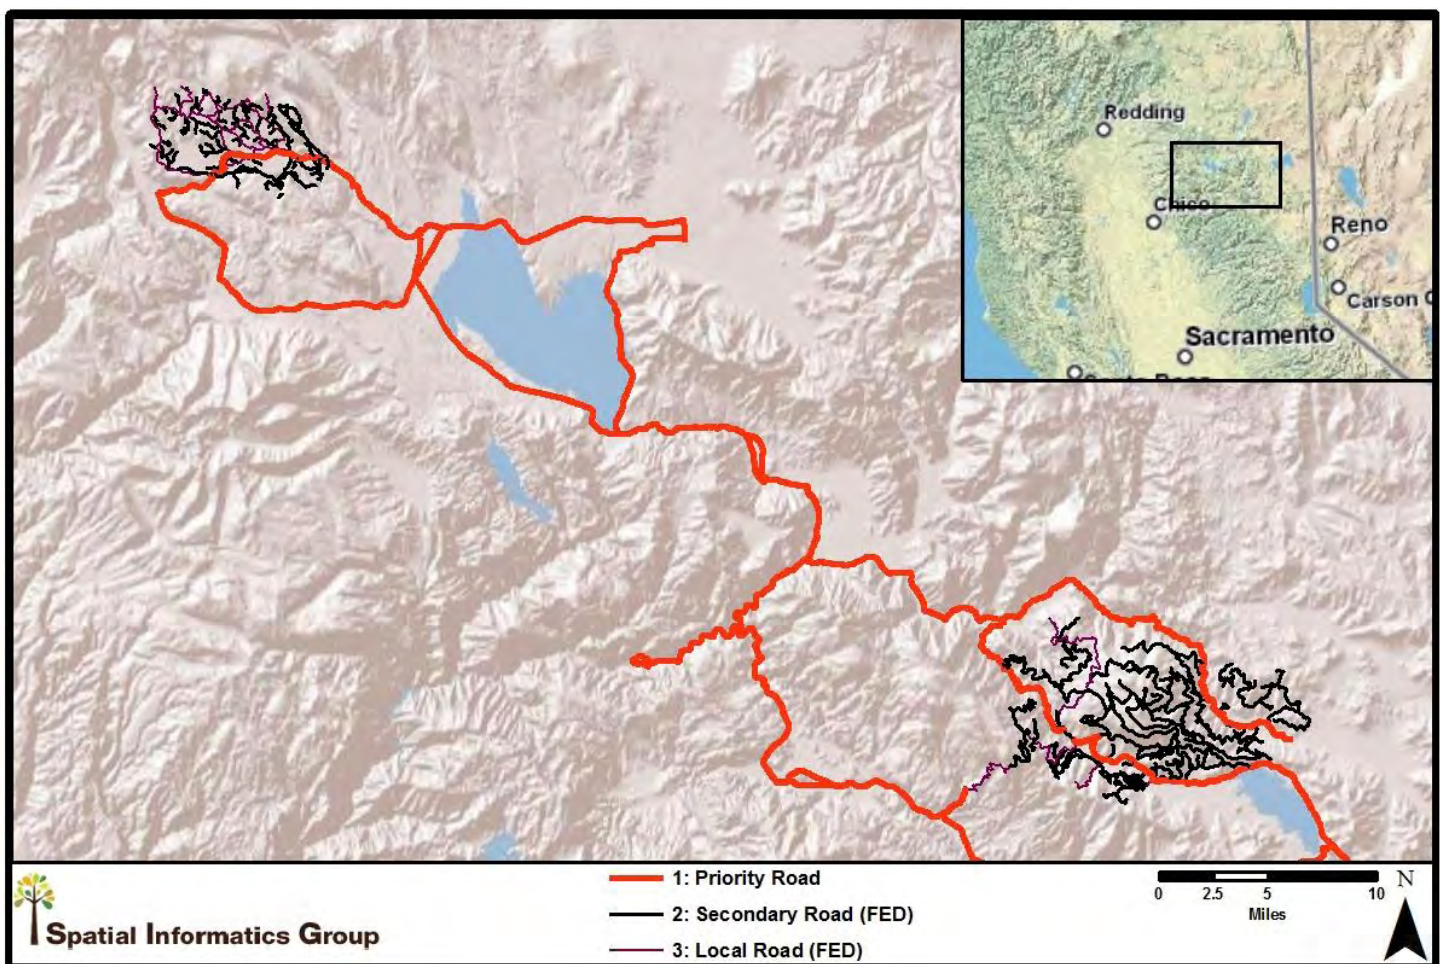 Redding
Chico
Reno
Carson
Sacramento
1: Priority Road
2: Secondary Road (FED)
3: Local Road (FED)
0 2.5 5 10
Miles
N
Spatial Informatics Group